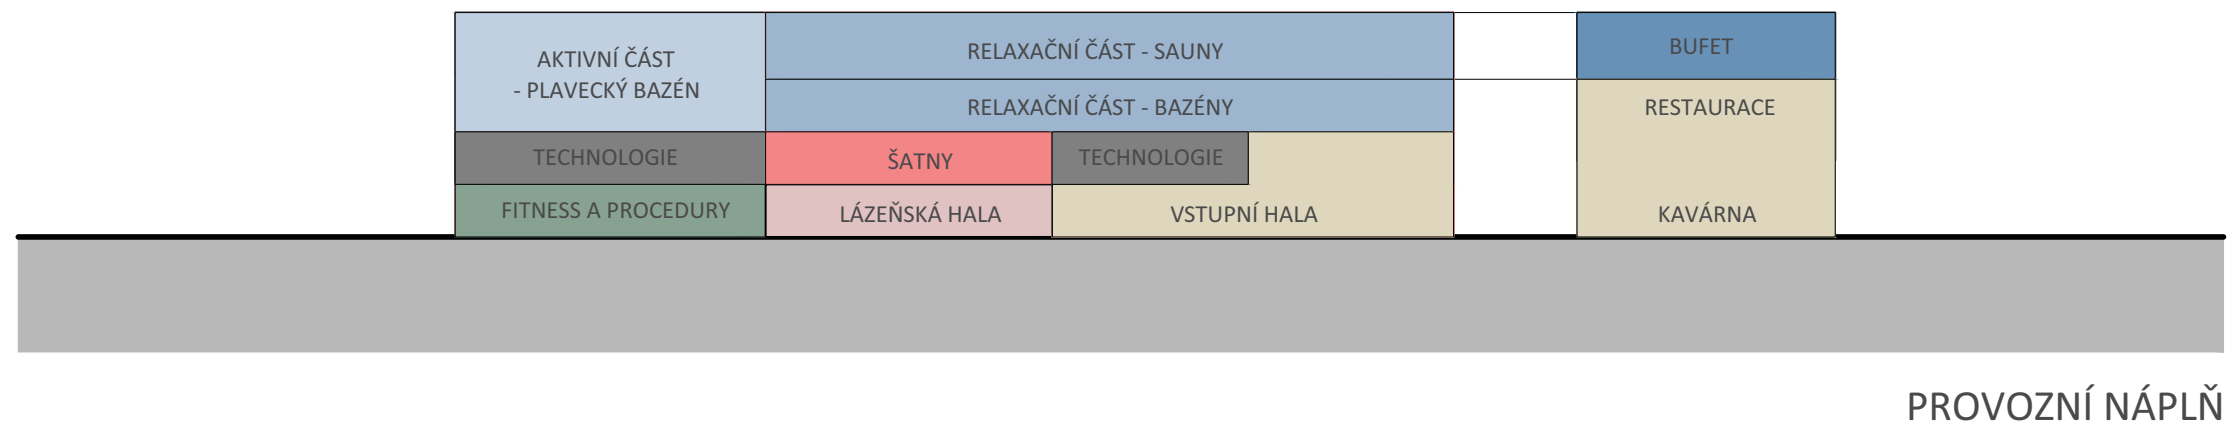 AKTIVNÍ ČÁST
- PLAVECKÝ BAZÉN
RELAXAČNÍ ČÁST - SAUNY
BUFET
RELAXAČNÍ ČÁST - BAZÉNY
RESTAURACE
TECHNOLOGIE
ŠATNY
TECHNOLOGIE
FITNESS A PROCEDURY
LÁZEŇSKÁ HALA
VSTUPNÍ HALA
KAVÁRNA
PROVOZNÍ NÁPLŇ